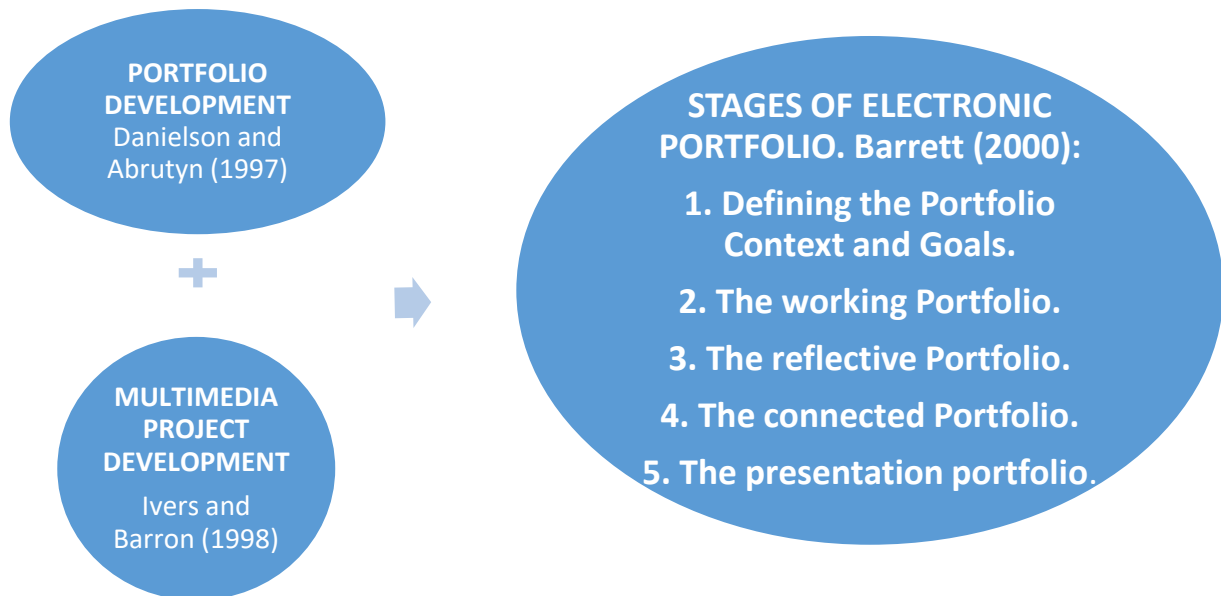 PORTFOLIO
DEVELOPMENT
Danielson and
Abrutyn (1997)
MULTIMEDIA
PROJECT
DEVELOPMENT
Ivers and
Barron (1998)
STAGES OF ELECTRONIC
PORTFOLIO. Barrett (2000):
1. Defining the Portfolio
Context and Goals.
2. The working Portfolio.
3. The reflective Portfolio.
4. The connected Portfolio.
5. The presentation portfolio.